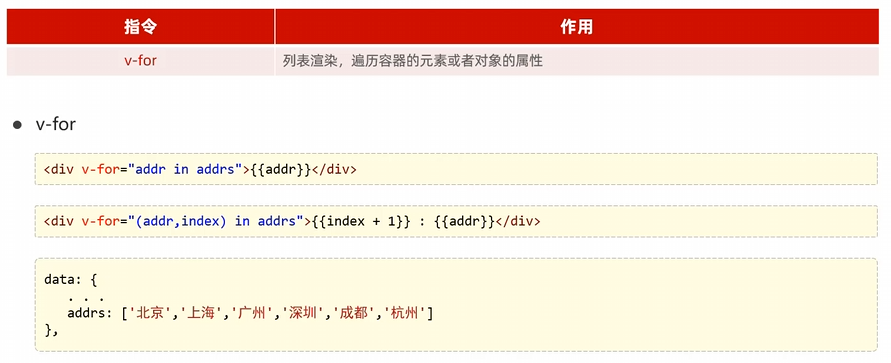 指令 作用
v-for 列表渲染，遍历容器的元素或者对象的属性
● v-for
<div v-for="addr in addrs">{{addr}}</div>
<div v-for="(addr,index) in addrs">{{index + 1}} : {{addr}}</div>
data: {
. . .
addrs: ['北京','上海','广州','深圳','成都','杭州']
},